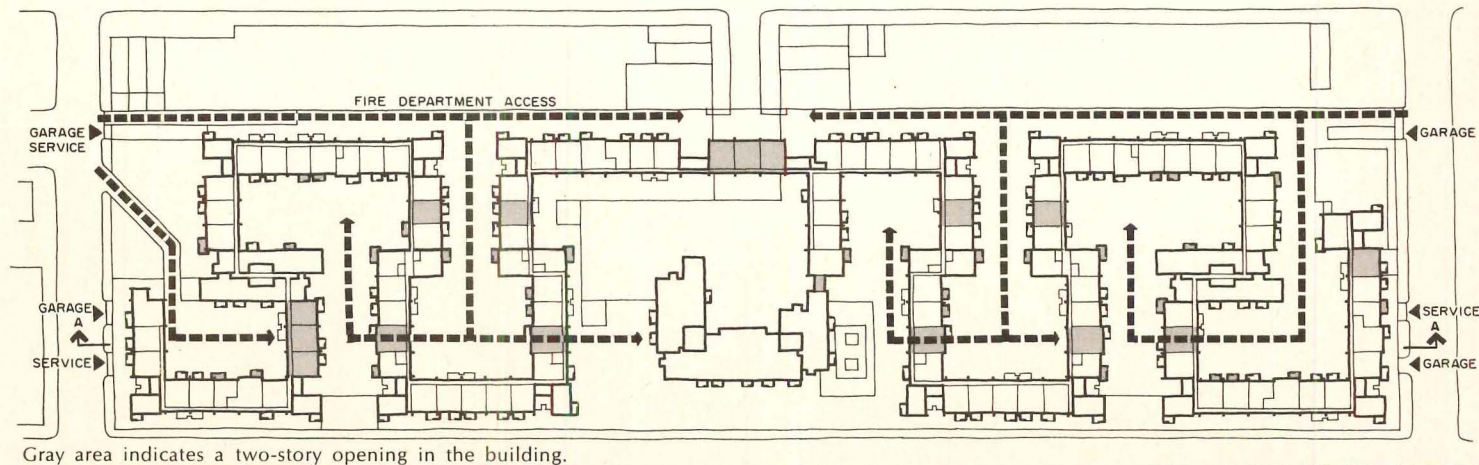 FIRE DEPARTMENT ACCESS
GARAGE
SERVICE
GARAGE
GARAGE
A
SERVICE
SERVICE
A
GARAGE
Gray area indicates a two-story opening in the building.